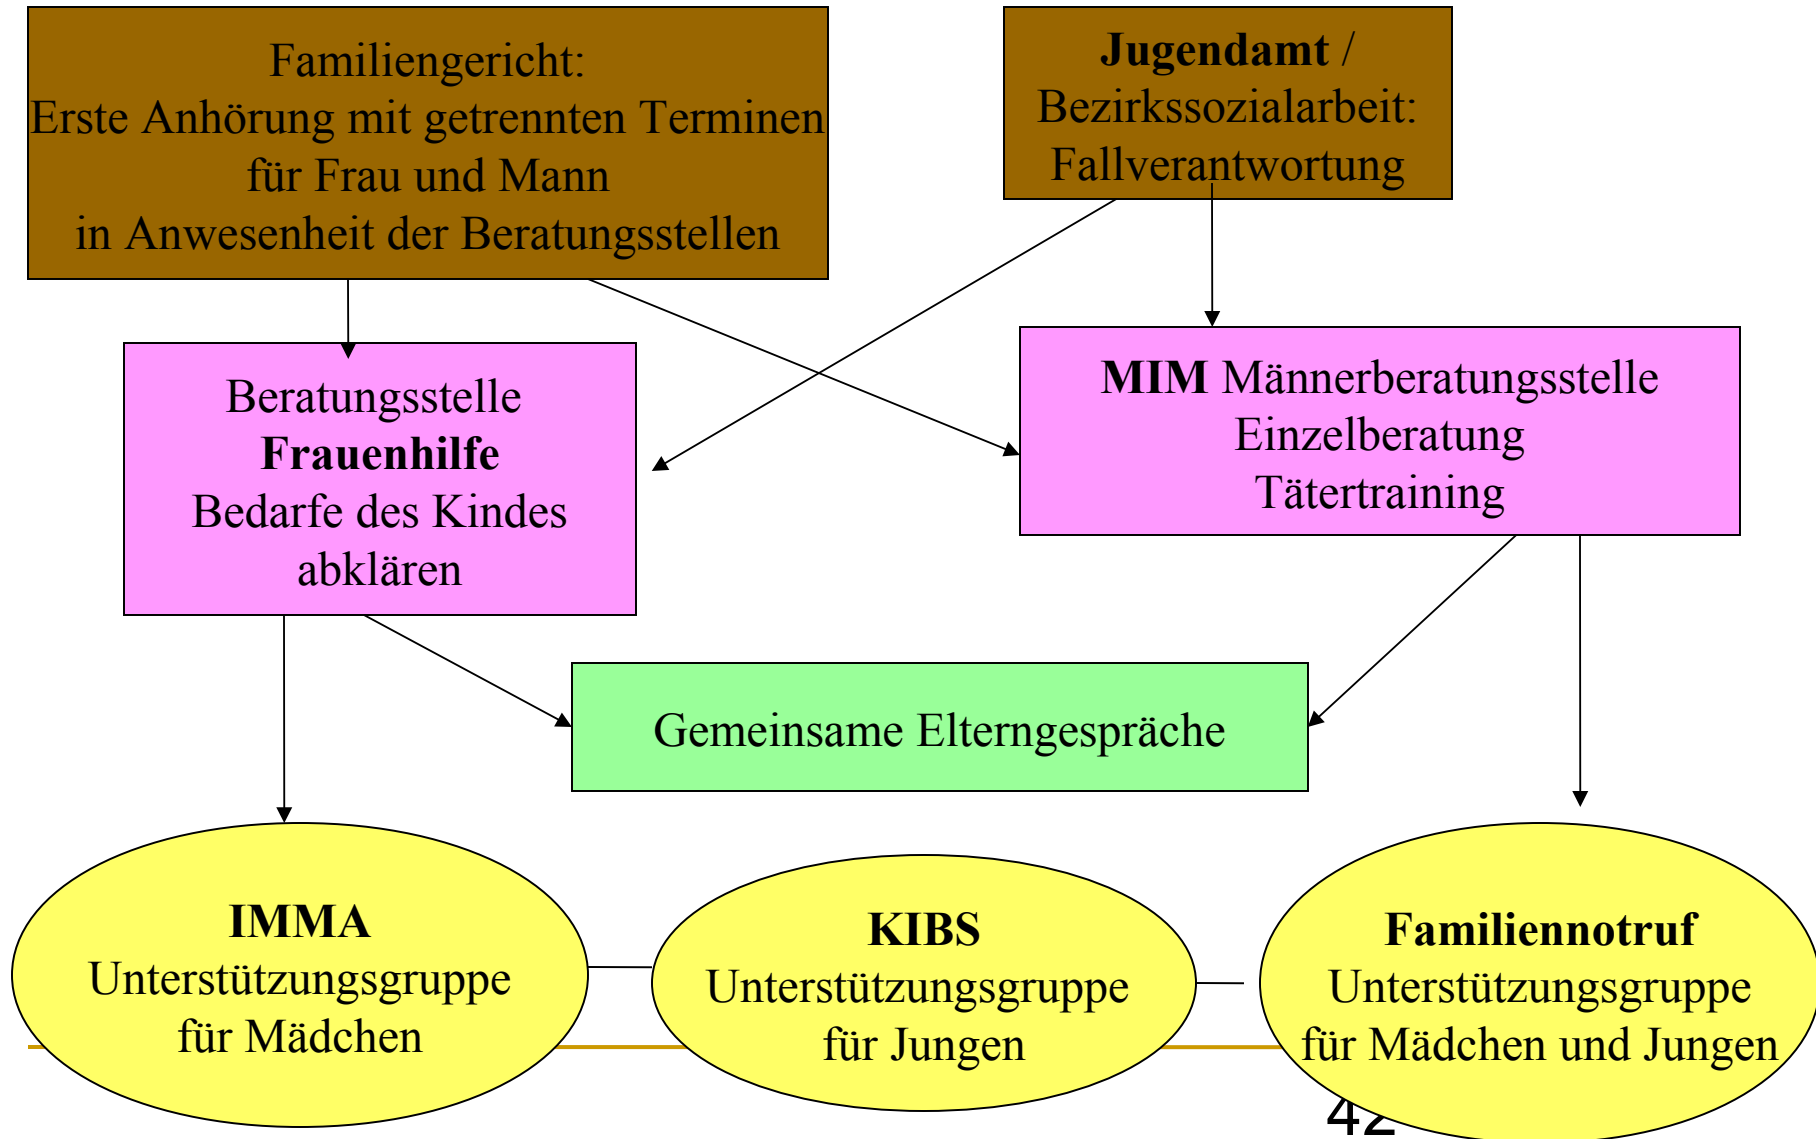 Familiengericht:
Erste Anhörung mit getrennten Terminen
für Frau und Mann
in Anwesenheit der Beratungsstellen
Jugendamt /
Bezirkssozialarbeit:
Fallverantwortung
Beratungsstelle
Frauenhilfe
Bedarfe des Kindes
abklären
MIM Männerberatungsstelle
Einzelberatung
Tätertraining
Gemeinsame Elterngespräche
IMMA
Unterstützungsgruppe
für Mädchen
KIBS
Unterstützungsgruppe
für Jungen
Familiennotruf
Unterstützungsgruppe
für Mädchen und Jungen
42